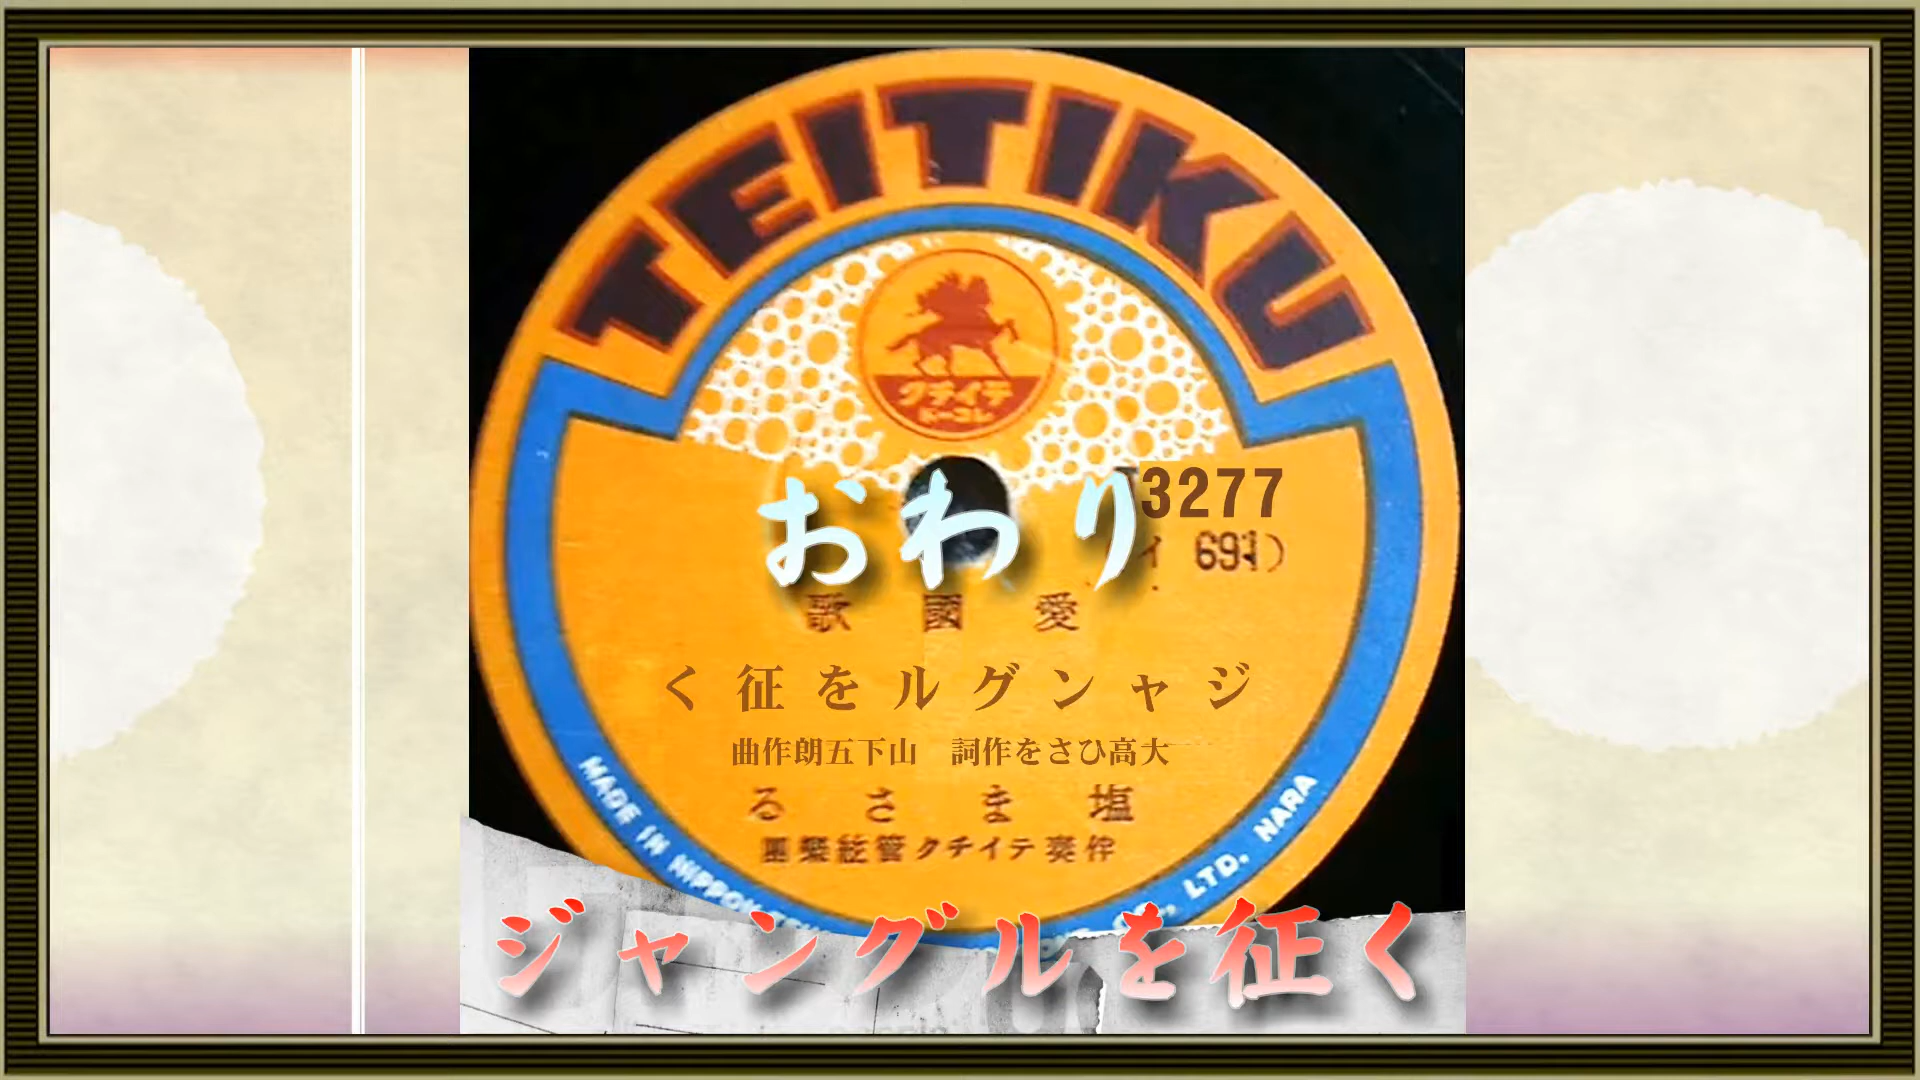 TEITIKU
テイチク
レコード
3277
おわり
愛國歌
ジャングルを征く
大高ひさを作詞　山下五朗作曲
塩まさる
伴奏テイチク管絃樂團
MADE IN NIPPON
CO., LTD. NARA
ジャングルを征く